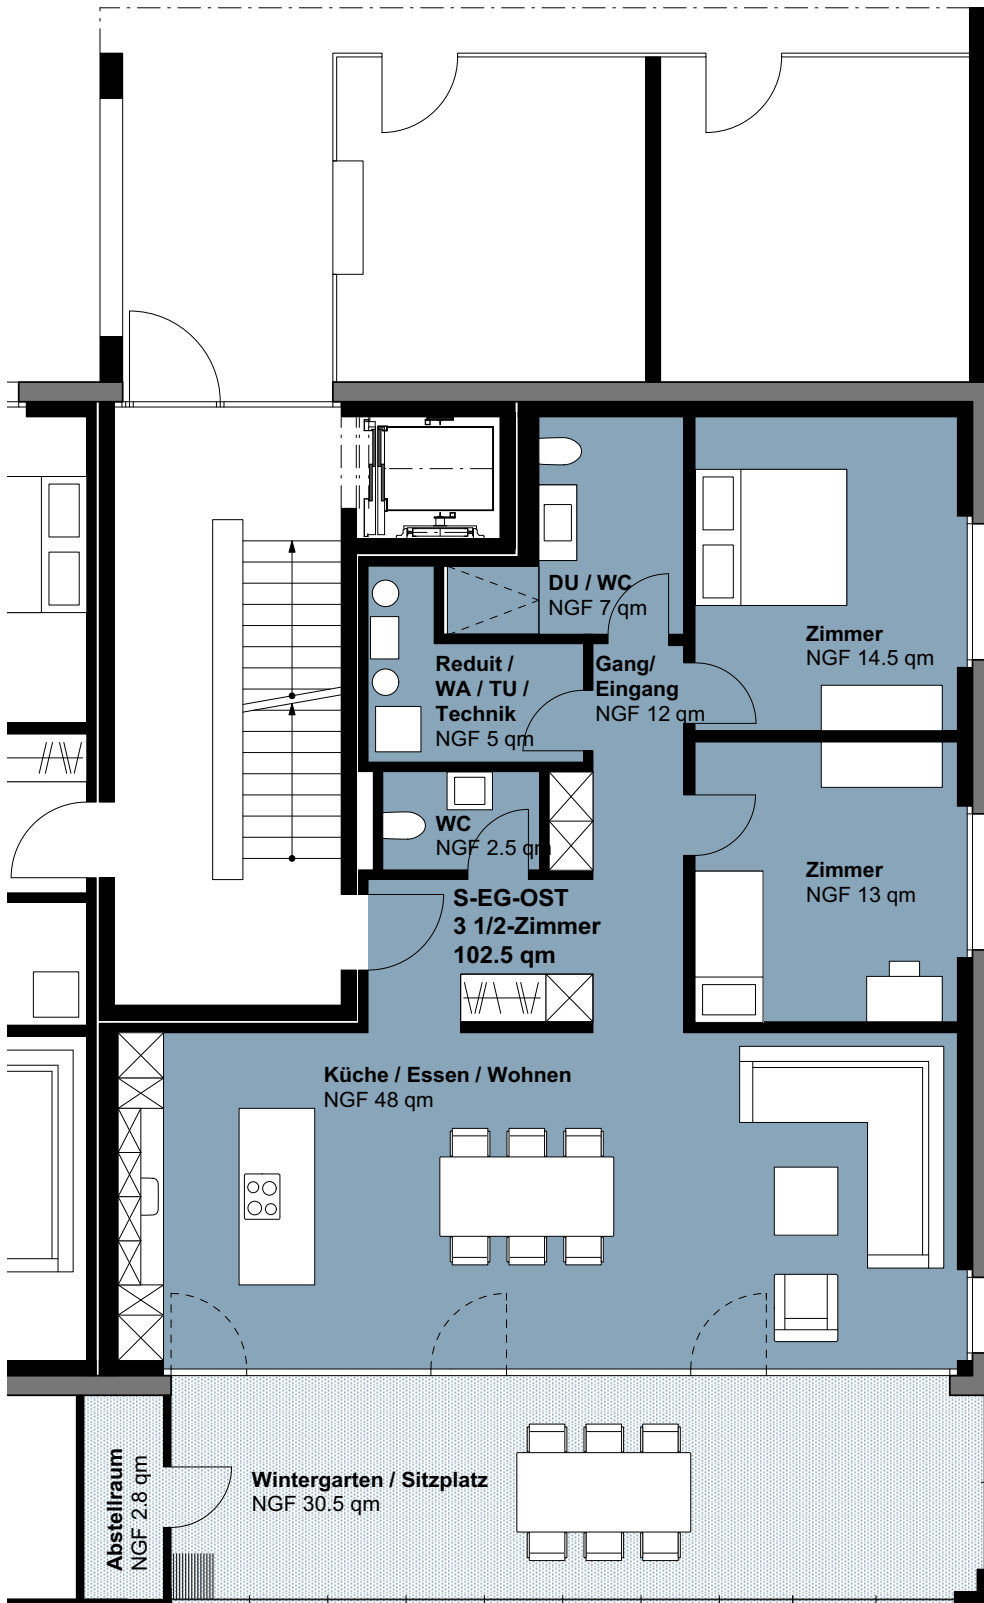 DU / WC
NGF 7 qm
Zimmer
NGF 14.5 qm
Reduit /
WA / TU /
Technik
NGF 5 qm
Gang/
Eingang
NGF 12 qm
WC
NGF 2.5 qm
Zimmer
NGF 13 qm
S-EG-OST
3 1/2-Zimmer
102.5 qm
Küche / Essen / Wohnen
NGF 48 qm
Abstellraum
NGF 2.8 qm
Wintergarten / Sitzplatz
NGF 30.5 qm